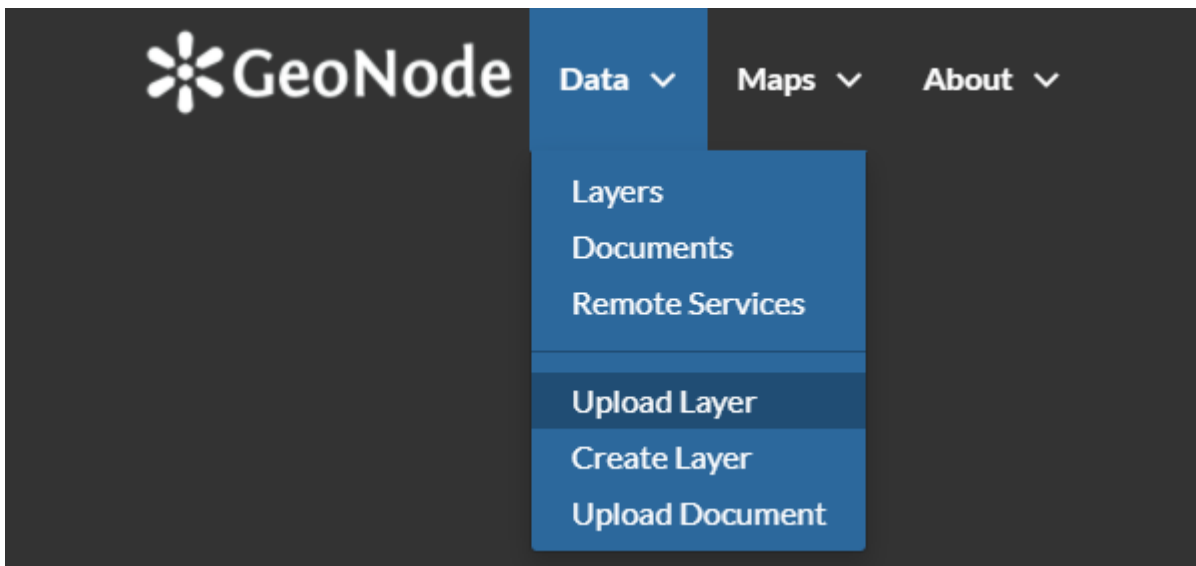 GeoNode Data Maps About
Layers
Documents
Remote Services
Upload Layer
Create Layer
Upload Document